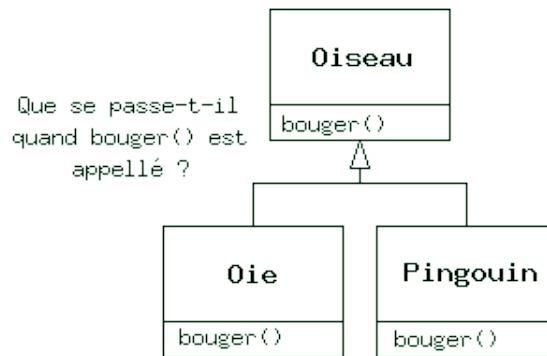 Oiseau
bouger()
Que se passe-t-il
quand bouger() est
appellé ?
Oie
bouger()
Pingouin
bouger()